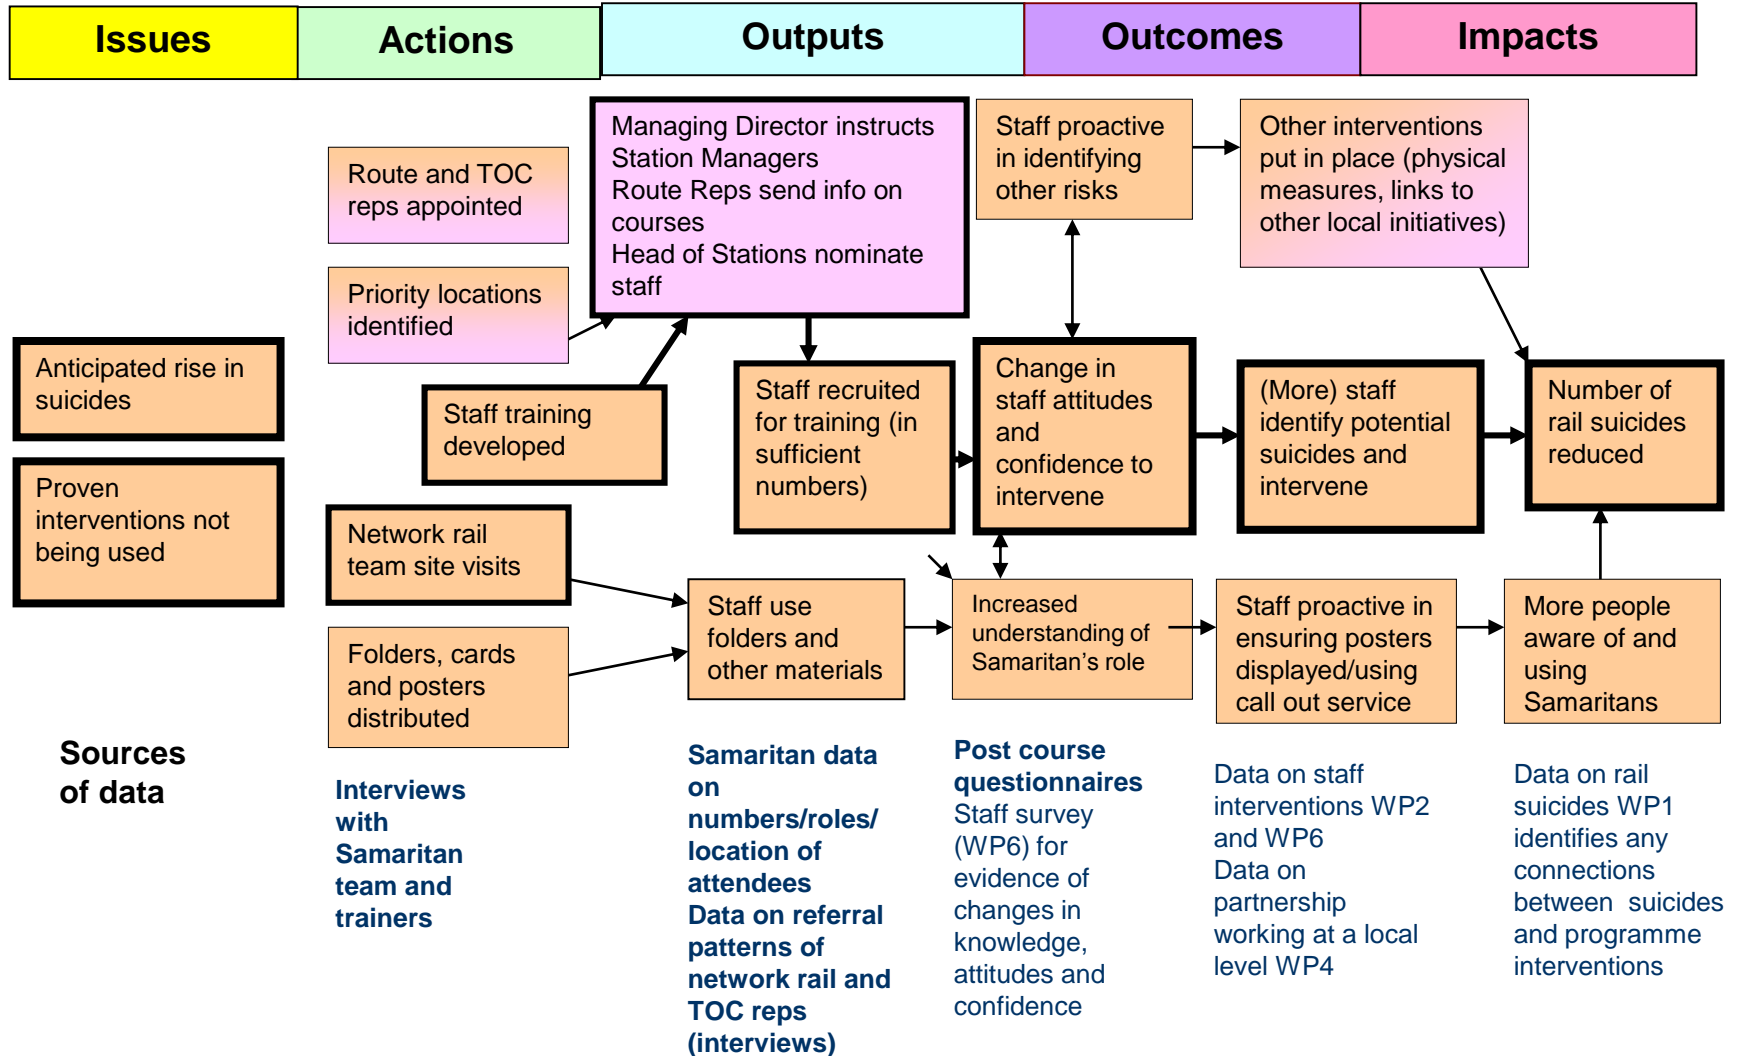 Issues
Actions
Outputs
Outcomes
Impacts
Anticipated rise in
suicides
Proven
interventions not
being used
Route and TOC
reps appointed
Priority locations
identified
Staff training
developed
Network rail
team site visits
Folders, cards
and posters
distributed
Managing Director instructs
Station Managers
Route Reps send info on
courses
Head of Stations nominate
staff
Staff recruited
for training (in
sufficient
numbers)
Staff use
folders and
other materials
Staff proactive
in identifying
other risks
Change in
staff attitudes
and
confidence to
intervene
Increased
understanding of
Samaritan's role
Other interventions
put in place (physical
measures, links to
other local initiatives)
(More) staff
identify potential
suicides and
intervene
Staff proactive in
ensuring posters
displayed/using
call out service
Number of
rail suicides
reduced
More people
aware of and
using
Samaritans
Sources
of data
Interviews
with
Samaritan
team and
trainers
Samaritan data
on
numbers/roles/
location of
attendees
Data on referral
patterns of
network rail and
TOC reps
(interviews)
Post course
questionnaires
Staff survey
(WP6) for
evidence of
changes in
knowledge,
attitudes and
confidence
Data on staff
interventions WP2
and WP6
Data on
partnership
working at a local
level WP4
Data on rail
suicides WP1
identifies any
connections
between suicides
and programme
interventions